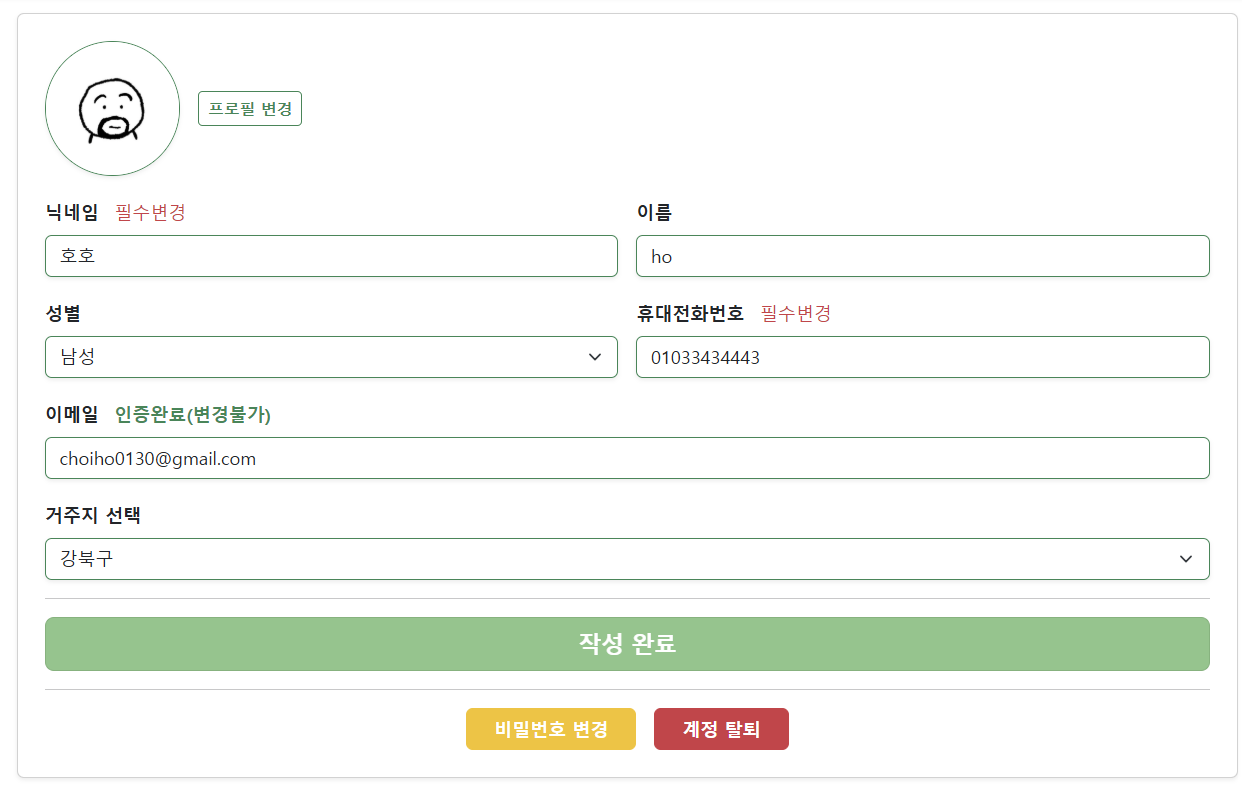 프로필 변경
닉네임 필수변경
호호
이름
ho
성별
남성
휴대전화번호 필수변경
01033434443
이메일 인증완료(변경불가)
choiho0130@gmail.com
거주지 선택
강북구
작성 완료
비밀번호 변경
계정 탈퇴